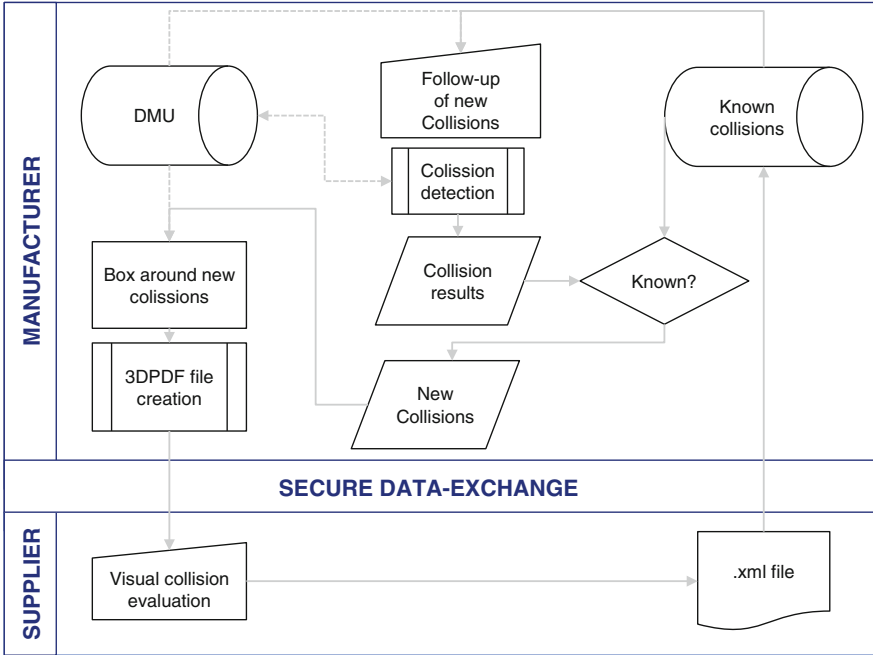 MANUFACTURER
DMU
Follow-up
of new
Collisions
Known
collisions
Colission
detection
Box around new
colissions
Collision
results
Known?
3DPDF file
creation
New
Collisions
SECURE DATA-EXCHANGE
SUPPLIER
Visual collision
evaluation
.xml file